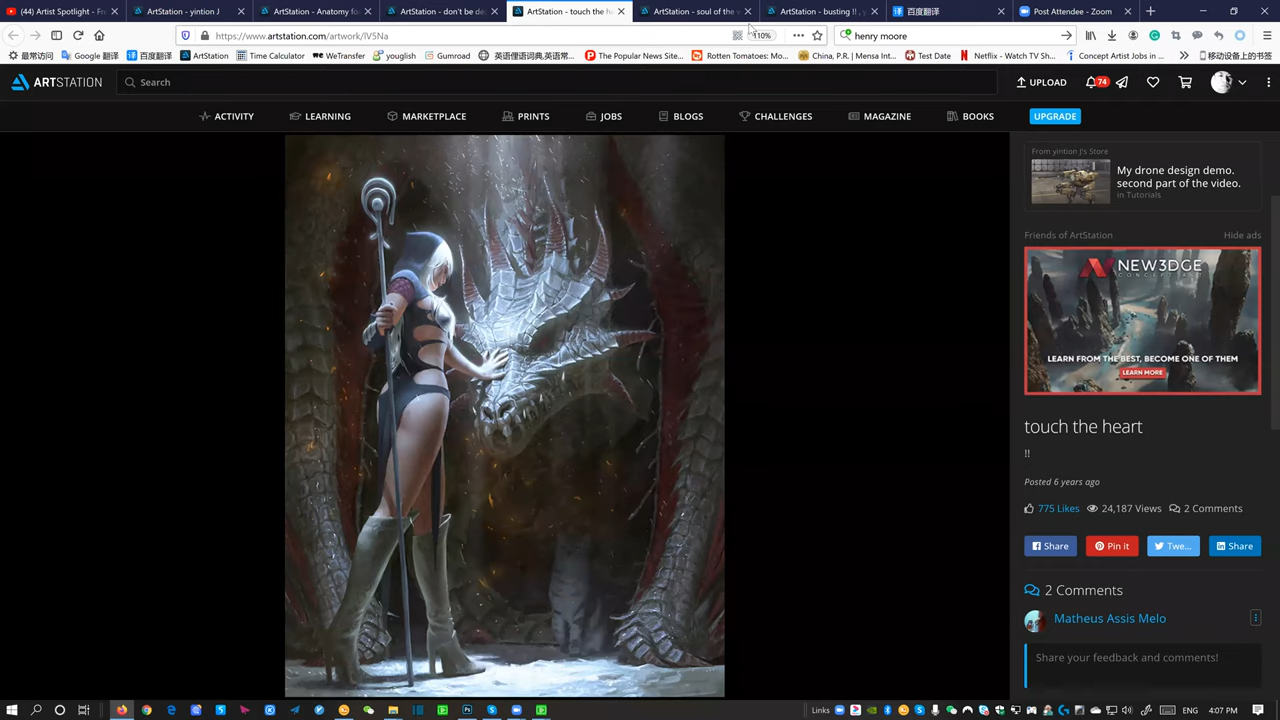 (44) Artist Spotlight - Fr
ArtStation - yintion J
ArtStation - Anatomy fo
ArtStation - don't be de
ArtStation - touch the h
ArtStation - soul of the
ArtStation - busting !! , y
百度翻译
Post Attendee - Zoom
https://www.artstation.com/artwork/lV5Na
110%
henry moore
最常访问
Google 翻译
百度翻译
ArtStation
Time Calculator
WeTransfer
youglish
Gumroad
英语俚语词典,英语常...
The Popular News Site...
Rotten Tomatoes: Mo...
China, P.R. | Mensa Int...
Test Date
Netflix - Watch TV Sh...
Concept Artist Jobs in ...
移动设备上的书签
ARTSTATION
Search
UPLOAD
74
ACTIVITY
LEARNING
MARKETPLACE
PRINTS
JOBS
BLOGS
CHALLENGES
MAGAZINE
BOOKS
UPGRADE
From yintion J's Store
My drone design demo.
second part of the video.
in Tutorials
Friends of ArtStation
Hide ads
NEW3DGE
CONCEPT ART
LEARN FROM THE BEST, BECOME ONE OF THEM
LEARN MORE
touch the heart
!!
Posted 6 years ago
775 Likes
24,187 Views
2 Comments
Share
Pin it
Twe...
Share
2 Comments
Matheus Assis Melo
Share your feedback and comments!
Links
ENG
4:07 PM